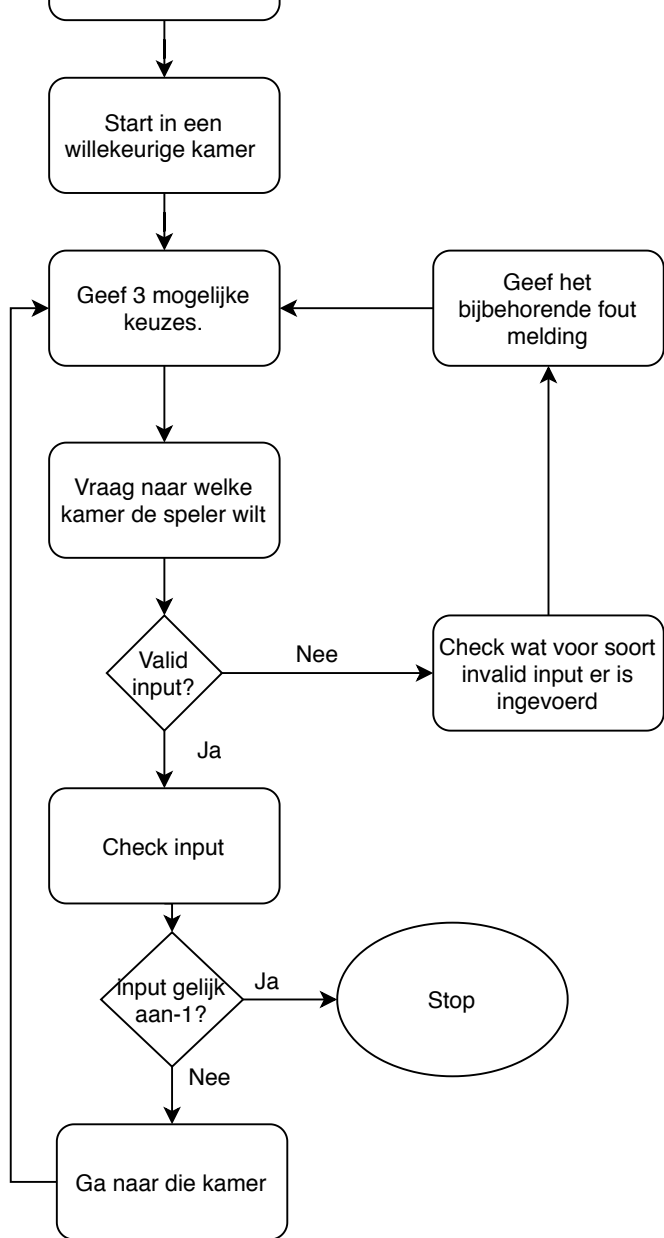 Start in een
willekeurige kamer
Geef 3 mogelijke
keuzes.
Geef het
bijbehorende fout
melding
Vraag naar welke
kamer de speler wilt
Valid
input?
Nee
Check wat voor soort
invalid input er is
ingevoerd
Ja
Check input
input gelijk
aan-1?
Ja
Stop
Nee
Ga naar die kamer